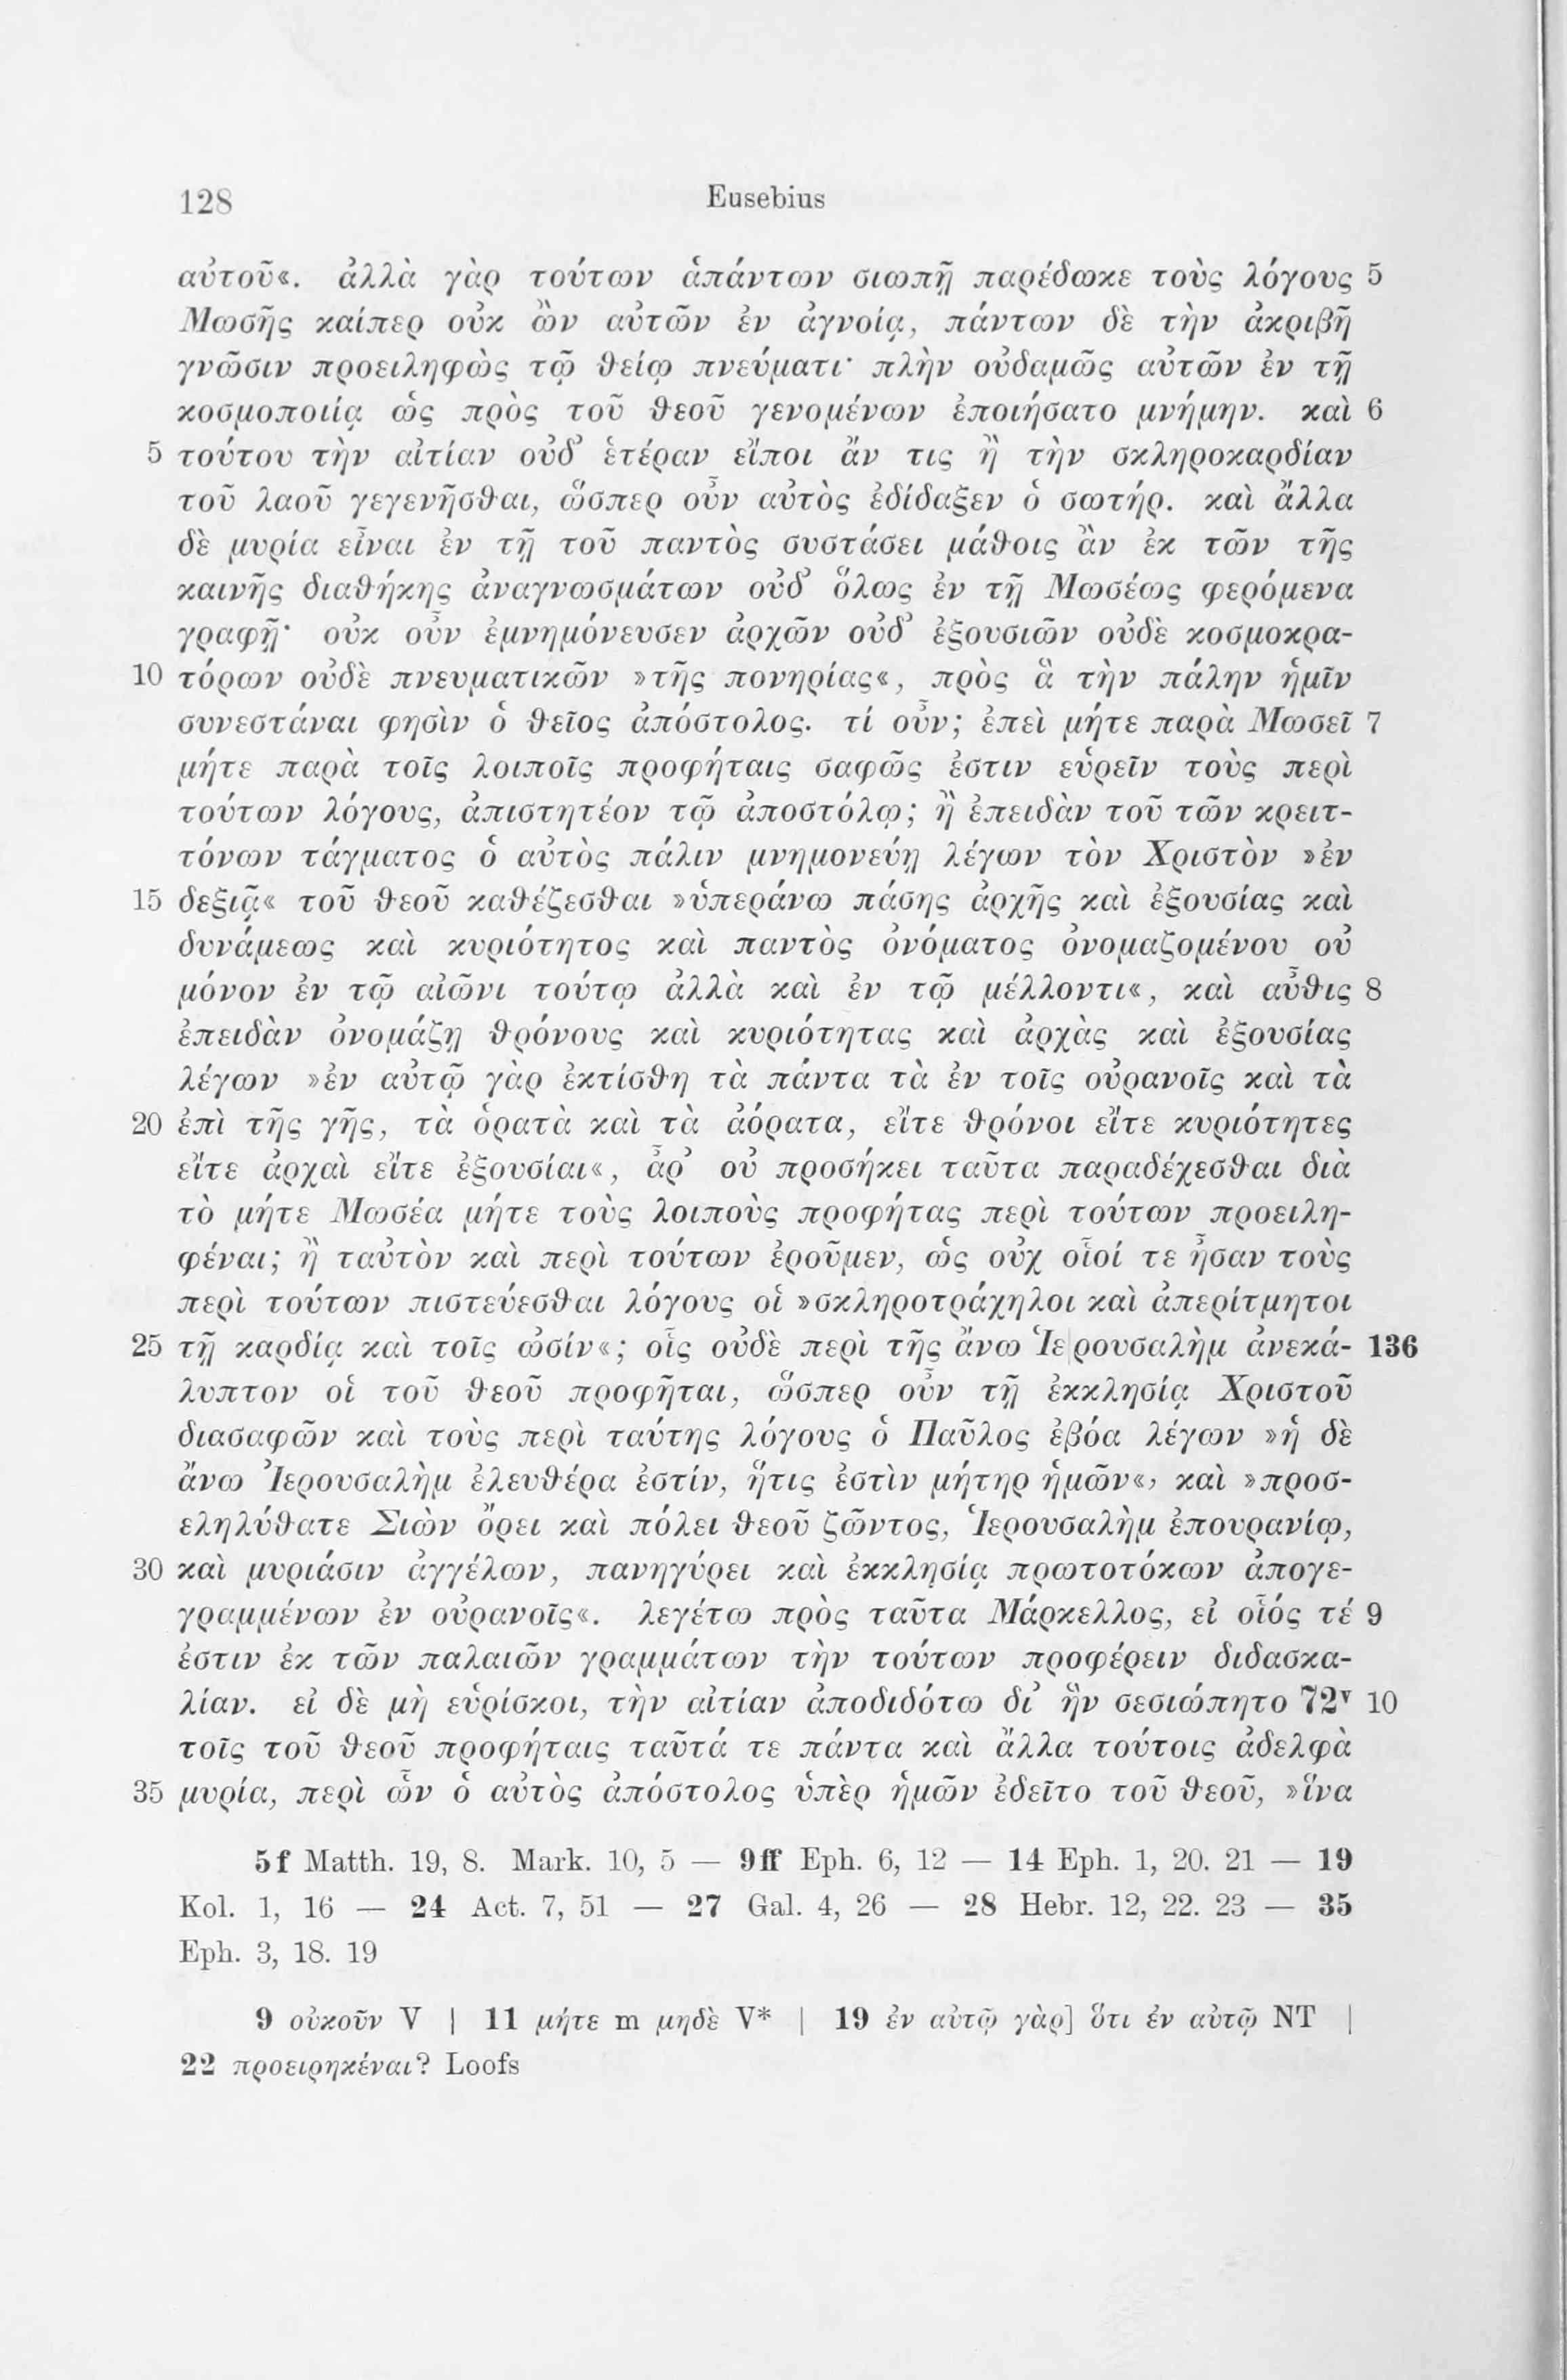 128 Eusebius
αὐτοῦ«. ἀλλὰ γὰρ τούτων ἁπάντων σιωπῇ παρέδωκε τοὺς λόγους 5
Μωσῆς καίπερ οὐκ ὢν αὐτῶν ἐν ἀγνοίᾳ, πάντων δὲ τὴν ἀκριβῆ
γνῶσιν προειληφὼς τῷ θείῳ πνεύματι· πλὴν οὐδαμῶς αὐτῶν ἐν τῇ
κοσμοποιίᾳ ὡς πρὸς τοῦ θεοῦ γενομένων ἐποιήσατο μνήμην. καὶ 6
5 τούτου τὴν αἰτίαν οὐδ’ ἑτέραν εἴποι ἄν τις ἢ τὴν σκληροκαρδίαν
τοῦ λαοῦ γεγενῆσθαι, ὥσπερ οὖν αὐτὸς ἐδίδαξεν ὁ σωτήρ. καὶ ἄλλα
δὲ μυρία εἶναι ἐν τῇ τοῦ παντὸς συστάσει μάθοις ἂν ἐκ τῶν τῆς
καινῆς διαθήκης ἀναγνωσμάτων οὐδ’ ὅλως ἐν τῇ Μωσέως φερόμενα
γραφῇ· οὐκ οὖν ἐμνημόνευσεν ἀρχῶν οὐδ’ ἐξουσιῶν οὐδὲ κοσμοκρα-
10 τόρων οὐδὲ πνευματικῶν »τῆς πονηρίας«, πρὸς ἃ τὴν πάλην ἡμῖν
συνεστάναι φησὶν ὁ θεῖος ἀπόστολος. τί οὖν; ἐπεὶ μήτε παρὰ Μωσεῖ 7
μήτε παρὰ τοῖς λοιποῖς προφήταις σαφῶς ἐστιν εὑρεῖν τοὺς περὶ
τούτων λόγους, ἀπιστητέον τῷ ἀποστόλῳ; ἢ ἐπειδὰν τοῦ τῶν κρειτ-
τόνων τάγματος ὁ αὐτὸς πάλιν μνημονεύῃ λέγων τὸν Χριστὸν »ἐν
15 δεξιᾷ« τοῦ θεοῦ καθέζεσθαι »ὑπεράνω πάσης ἀρχῆς καὶ ἐξουσίας καὶ
δυνάμεως καὶ κυριότητος καὶ παντὸς ὀνόματος ὀνομαζομένου οὐ
μόνον ἐν τῷ αἰῶνι τούτῳ ἀλλὰ καὶ ἐν τῷ μέλλοντι«, καὶ αὖθις 8
ἐπειδὰν ὀνομάζῃ θρόνους καὶ κυριότητας καὶ ἀρχὰς καὶ ἐξουσίας
λέγων »ἐν αὐτῷ γὰρ ἐκτίσθη τὰ πάντα τὰ ἐν τοῖς οὐρανοῖς καὶ τὰ
20 ἐπὶ τῆς γῆς, τὰ ὁρατὰ καὶ τὰ ἀόρατα, εἴτε θρόνοι εἴτε κυριότητες
εἴτε ἀρχαὶ εἴτε ἐξουσίαι«, ἆρ’ οὐ προσήκει ταῦτα παραδέχεσθαι διὰ
τὸ μήτε Μωσέα μήτε τοὺς λοιποὺς προφήτας περὶ τούτων προειλη-
φέναι; ἢ ταὐτὸν καὶ περὶ τούτων ἐροῦμεν, ὡς οὐχ οἷοί τε ἦσαν τοὺς
περὶ τούτων πιστεύεσθαι λόγους οἱ »σκληροτράχηλοι καὶ ἀπερίτμητοι
25 τῇ καρδίᾳ καὶ τοῖς ὠσίν«; οἷς οὐδὲ περὶ τῆς ἄνω Ἱε|ρουσαλὴμ ἀνεκά- 136
λυπτον οἱ τοῦ θεοῦ προφῆται, ὥσπερ οὖν τῇ ἐκκλησίᾳ Χριστοῦ
διασαφῶν καὶ τοὺς περὶ ταύτης λόγους ὁ Παῦλος ἐβόα λέγων »ἡ δὲ
ἄνω Ἰερουσαλὴμ ἐλευθέρα ἐστίν, ἥτις ἐστὶν μήτηρ ἡμῶν«, καὶ »προσ-
εληλύθατε Σιὼν ὄρει καὶ πόλει θεοῦ ζῶντος, Ἱερουσαλὴμ ἐπουρανίῳ,
30 καὶ μυριάσιν ἀγγέλων, πανηγύρει καὶ ἐκκλησίᾳ πρωτοτόκων ἀπογε-
γραμμένων ἐν οὐρανοῖς«. λεγέτω πρὸς ταῦτα Μάρκελλος, εἰ οἷός τέ 9
ἐστιν ἐκ τῶν παλαιῶν γραμμάτων τὴν τούτων προφέρειν διδασκα-
λίαν. εἰ δὲ μὴ εὑρίσκοι, τὴν αἰτίαν ἀποδιδότω δι’ ἣν σεσιώπητο 72ᵛ 10
τοῖς τοῦ θεοῦ προφήταις ταῦτά τε πάντα καὶ ἄλλα τούτοις ἀδελφὰ
35 μυρία, περὶ ὧν ὁ αὐτὸς ἀπόστολος ὑπὲρ ἡμῶν ἐδεῖτο τοῦ θεοῦ, »ἵνα
5f Matth. 19, 8. Mark. 10, 5 — 9ff Eph. 6, 12 — 14 Eph. 1, 20. 21 — 19
Kol. 1, 16 — 24 Act. 7, 51 — 27 Gal. 4, 26 — 28 Hebr. 12, 22. 23 — 35
Eph. 3, 18. 19
9 οὐκοῦν V | 11 μήτε m μηδὲ V* | 19 ἐν αὐτῷ γὰρ] ὅτι ἐν αὐτῷ NT |
22 προειρηκέναι? Loofs